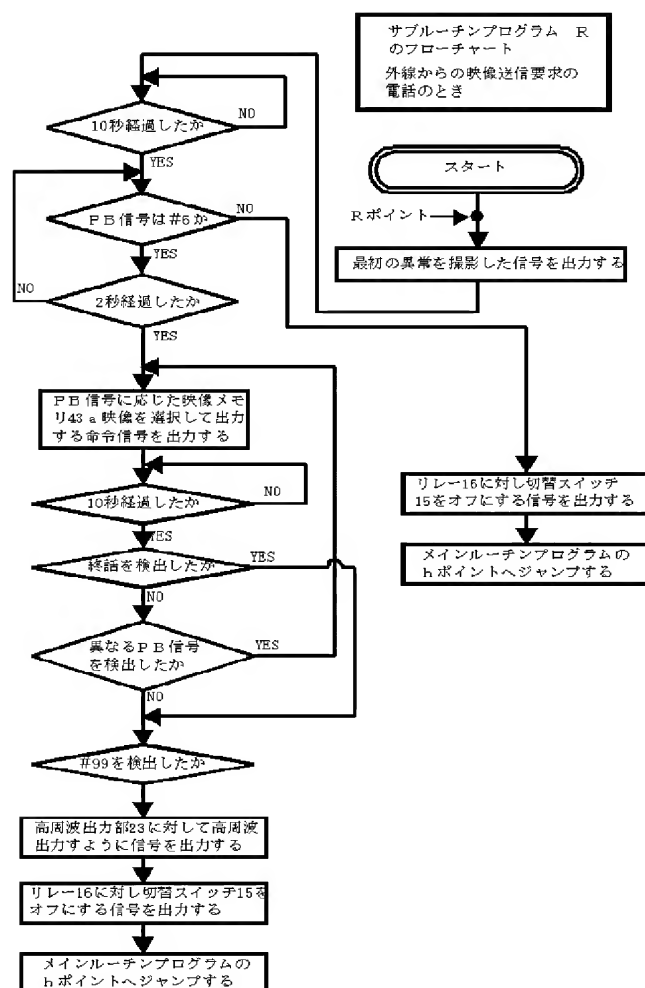 サブルーチンプログラム R
のフローチャート
外線からの映像送信要求の
電話のとき
スタート
Rポイント
最初の異常を撮影した信号を出力する
10秒経過したか
NO
YES
PB信号は#6か
NO
YES
2秒経過したか
NO
YES
PB信号に応じた映像メモ
リ43a映像を選択して出力
する命令信号を出力する
10秒経過したか
NO
YES
終話を検出したか
YES
NO
異なるPB信号
を検出したか
YES
NO
#99を検出したか
高周波出力部23に対して高周波
出力すように信号を出力する
リレー16に対し切替スイッチ15を
オフにする信号を出力する
メインルーチンプログラムの
hポイントへジャンプする
リレー16に対し切替スイッチ
15をオフにする信号を出力する
メインルーチンプログラムの
hポイントへジャンプする